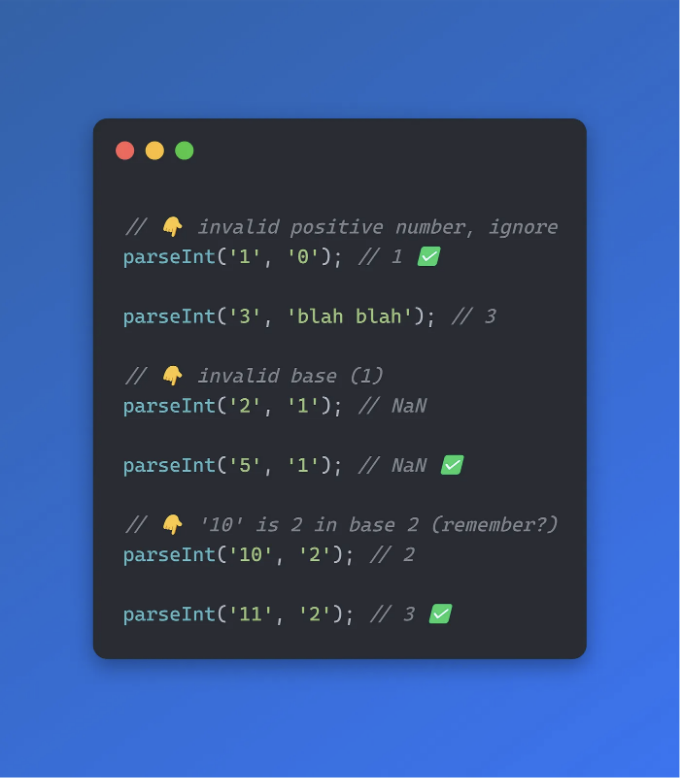 // 👇 invalid positive number, ignore
parseInt('1', '0'); // 1 ✅
parseInt('3', 'blah blah'); // 3
// 👇 invalid base (1)
parseInt('2', '1'); // NaN
parseInt('5', '1'); // NaN ✅
// 👇 '10' is 2 in base 2 (remember?)
parseInt('10', '2'); // 2
parseInt('11', '2'); // 3 ✅